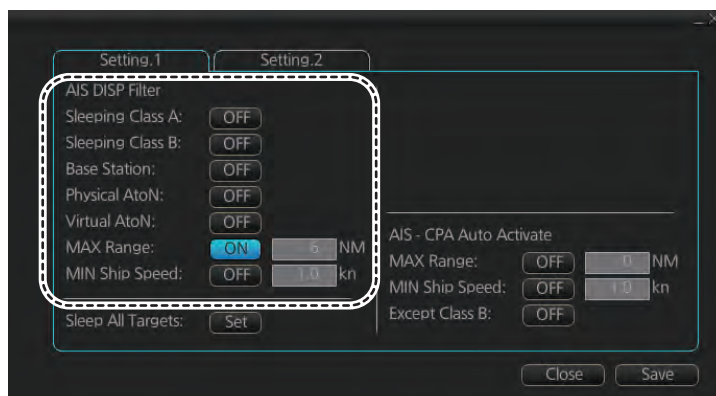 Setting.1 Setting.2
AIS DISP Filter
Sleeping Class A: OFF
Sleeping Class B: OFF
Base Station: OFF
Physical AtoN: OFF
Virtual AtoN: OFF
MAX Range: ON 6 NM
MIN Ship Speed: OFF 1.0 kn
Sleep All Targets: Set
AIS - CPA Auto Activate
MAX Range: OFF 0 NM
MIN Ship Speed: OFF 1.0 kn
Except Class B: OFF
Close Save